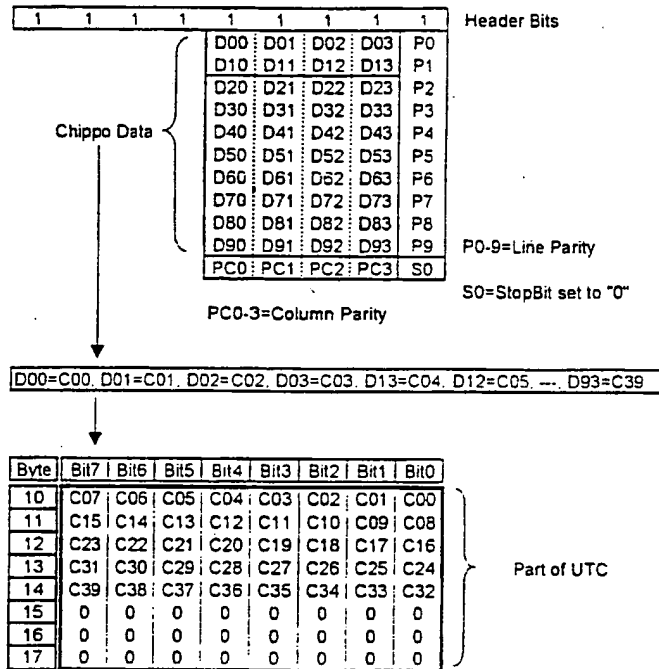 1 1 1 1 1 1 1 1 1 Header Bits
D00 D01 D02 D03 P0
D10 D11 D12 D13 P1
D20 D21 D22 D23 P2
D30 D31 D32 D33 P3
Chippo Data D40 D41 D42 D43 P4
D50 D51 D52 D53 P5
D60 D61 D62 D63 P6
D70 D71 D72 D73 P7
D80 D81 D82 D83 P8
D90 D91 D92 D93 P9 P0-9=Line Parity
PC0 PC1 PC2 PC3 S0
S0=StopBit set to "0"
PC0-3=Column Parity
D00=C00, D01=C01, D02=C02, D03=C03, D13=C04, D12=C05, ---, D93=C39
Byte Bit7 Bit6 Bit5 Bit4 Bit3 Bit2 Bit1 Bit0
10 C07 C06 C05 C04 C03 C02 C01 C00
11 C15 C14 C13 C12 C11 C10 C09 C08
12 C23 C22 C21 C20 C19 C18 C17 C16
13 C31 C30 C29 C28 C27 C26 C25 C24 Part of UTC
14 C39 C38 C37 C36 C35 C34 C33 C32
15 0 0 0 0 0 0 0 0
16 0 0 0 0 0 0 0 0
17 0 0 0 0 0 0 0 0